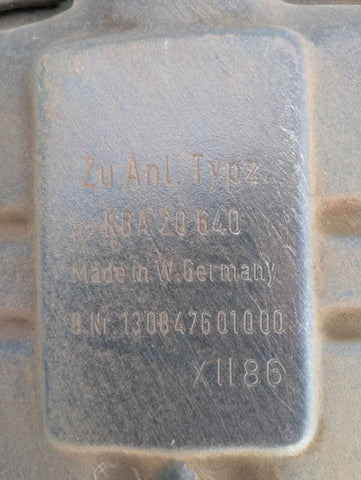 Zu Anl. Typz.
KBA 20 640
Made in W.Germany
B.Nr. 130847601000
XII86